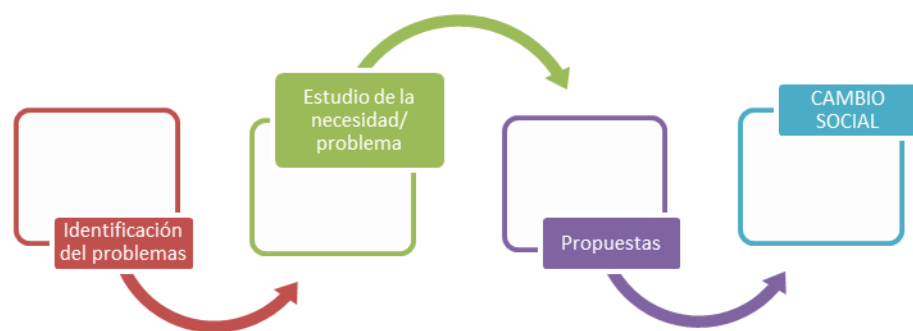 Identificación
del problemas
Estudio de la
necesidad/
problema
Propuestas
CAMBIO
SOCIAL